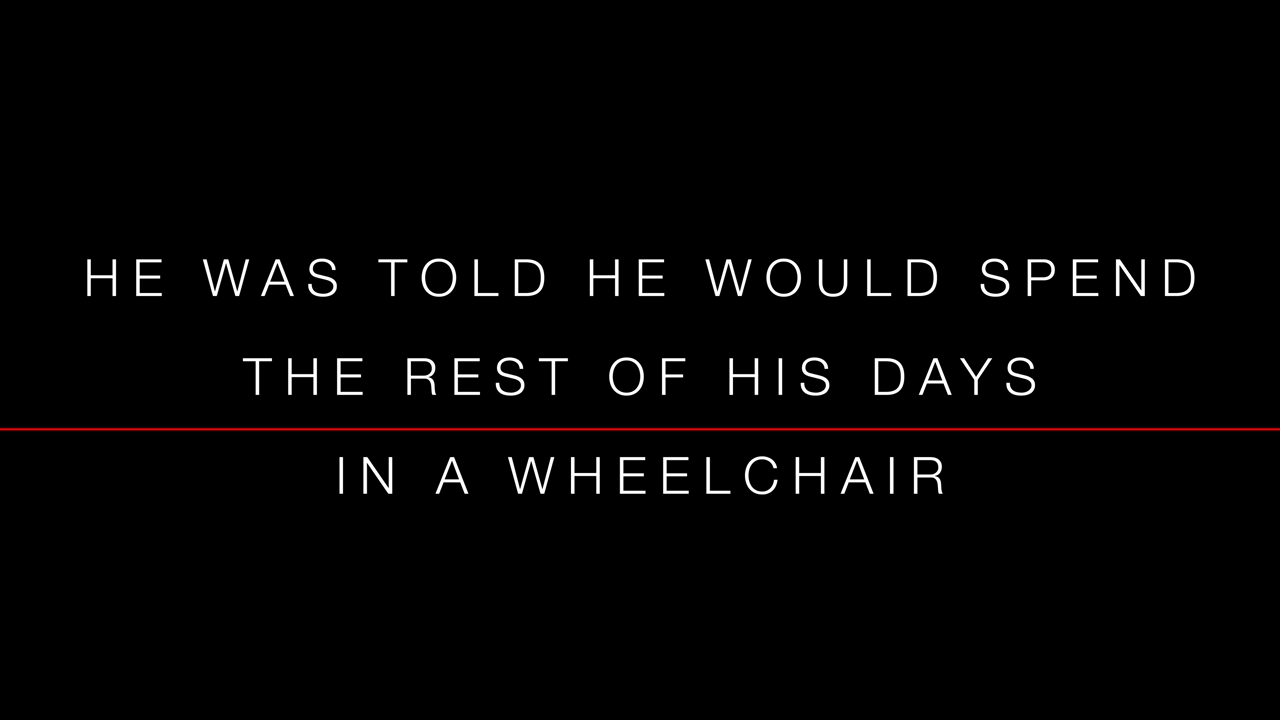 HE WAS TOLD HE WOULD SPEND
THE REST OF HIS DAYS
IN A WHEELCHAIR